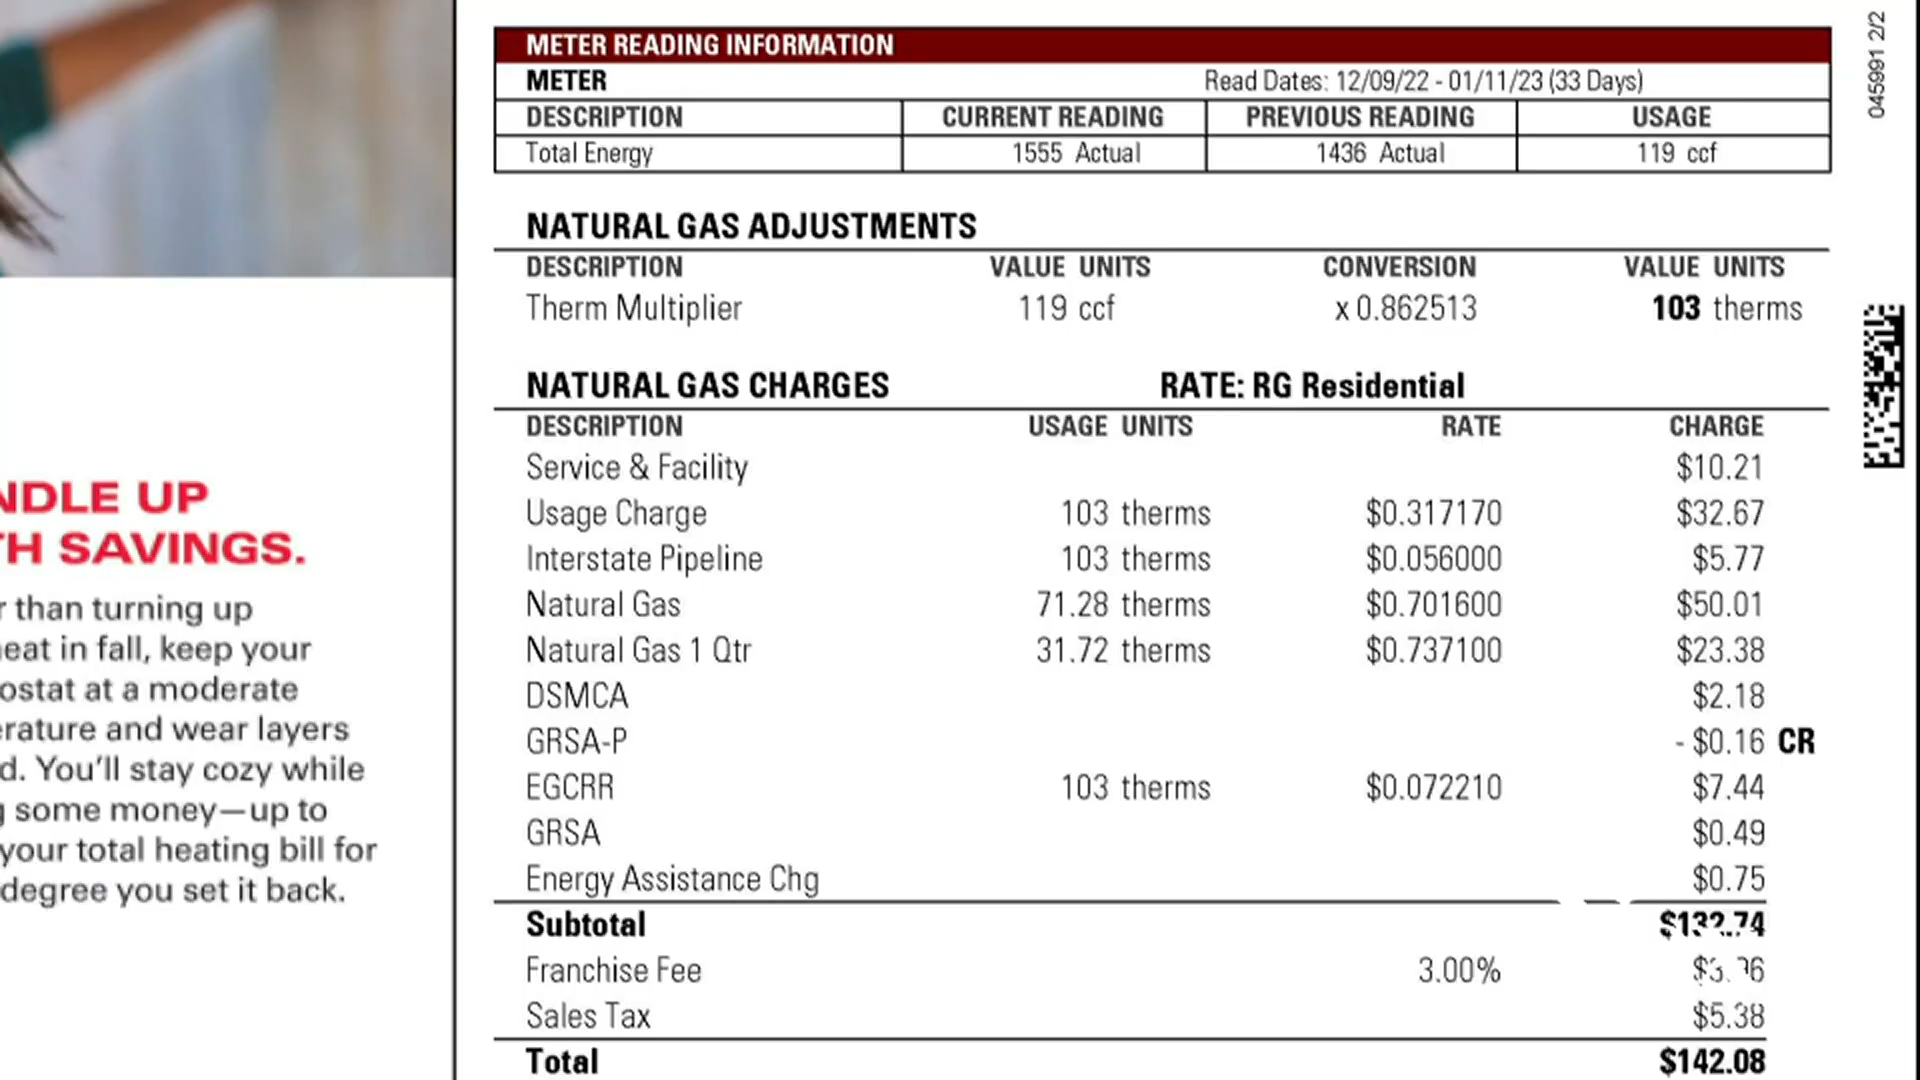 NDLE UP
TH SAVINGS.
r than turning up
eat in fall, keep your
ostat at a moderate
erature and wear layers
d. You'll stay cozy while
g some money—up to
your total heating bill for
degree you set it back.
METER READING INFORMATION
METER Read Dates: 12/09/22 - 01/11/23 (33 Days)
DESCRIPTION CURRENT READING PREVIOUS READING USAGE
Total Energy 1555 Actual 1436 Actual 119 ccf
NATURAL GAS ADJUSTMENTS
DESCRIPTION VALUE UNITS CONVERSION VALUE UNITS
Therm Multiplier 119 ccf x 0.862513 103 therms
NATURAL GAS CHARGES RATE: RG Residential
DESCRIPTION USAGE UNITS RATE CHARGE
Service & Facility $10.21
Usage Charge 103 therms $0.317170 $32.67
Interstate Pipeline 103 therms $0.056000 $5.77
Natural Gas 71.28 therms $0.701600 $50.01
Natural Gas 1 Qtr 31.72 therms $0.737100 $23.38
DSMCA $2.18
GRSA-P - $0.16 CR
EGCRR 103 therms $0.072210 $7.44
GRSA $0.49
Energy Assistance Chg $0.75
Subtotal $132.74
Franchise Fee 3.00%
Sales Tax $5.38
Total $142.08
045991 2/2